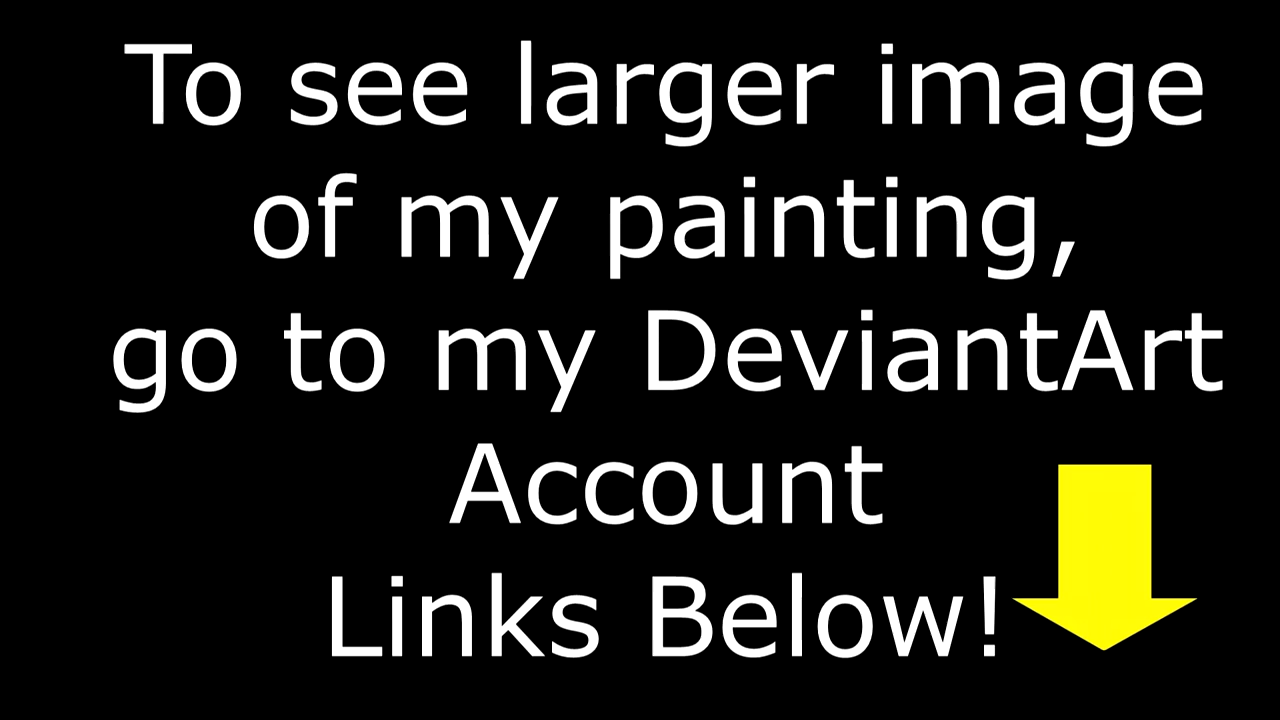 To see larger image
of my painting,
go to my DeviantArt
Account
Links Below!